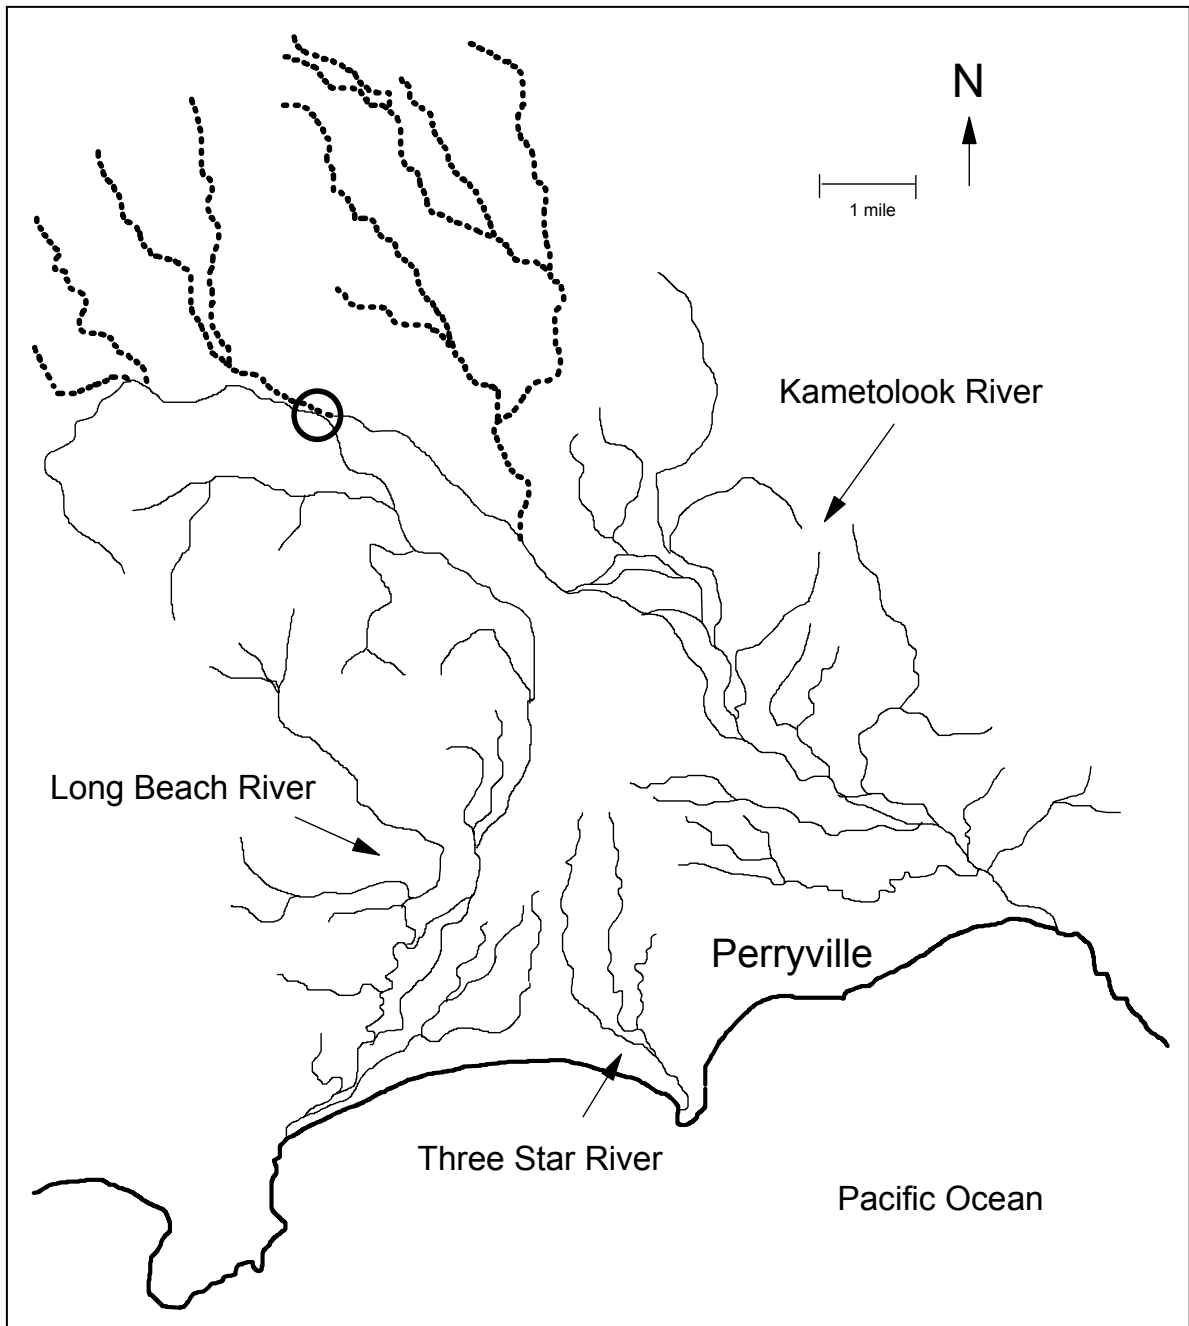 N
1 mile
Kametolook River
Long Beach River
Perryville
Three Star River
Pacific Ocean